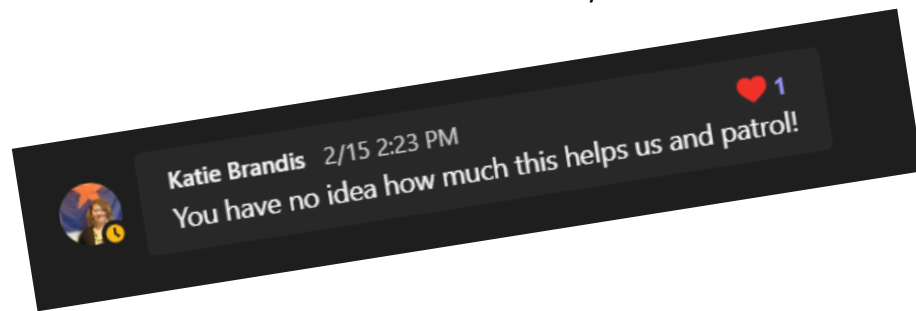 Katie Brandis 2/15 2:23 PM
1
You have no idea how much this helps us and patrol!